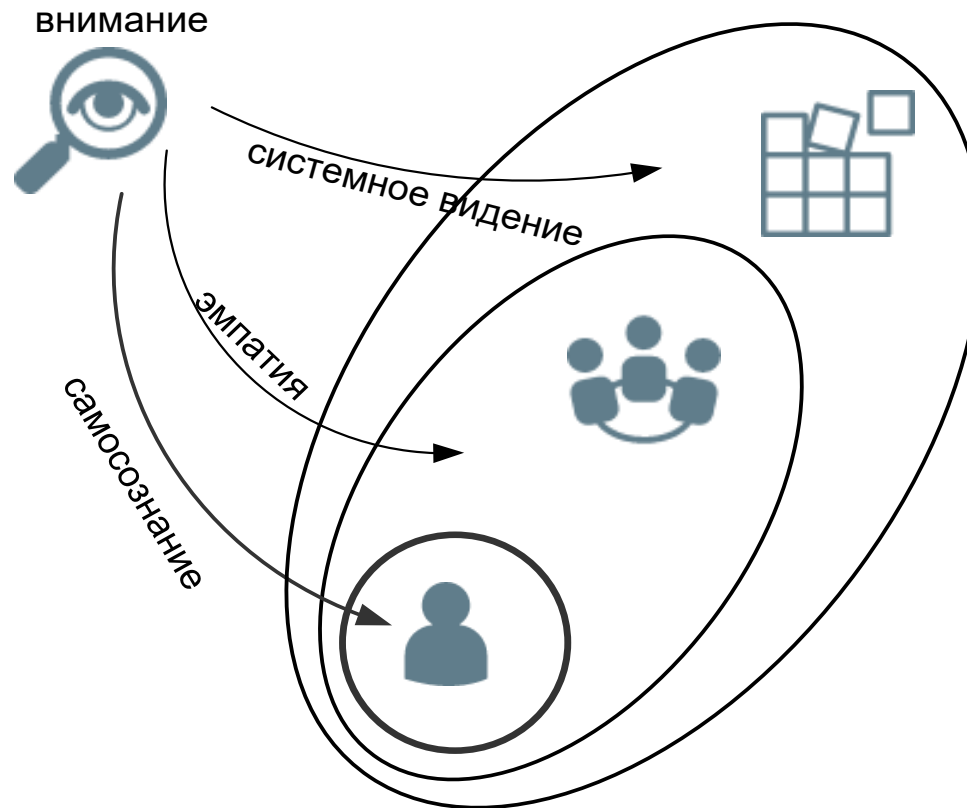 внимание
системное видение
эмпатия
самосознание